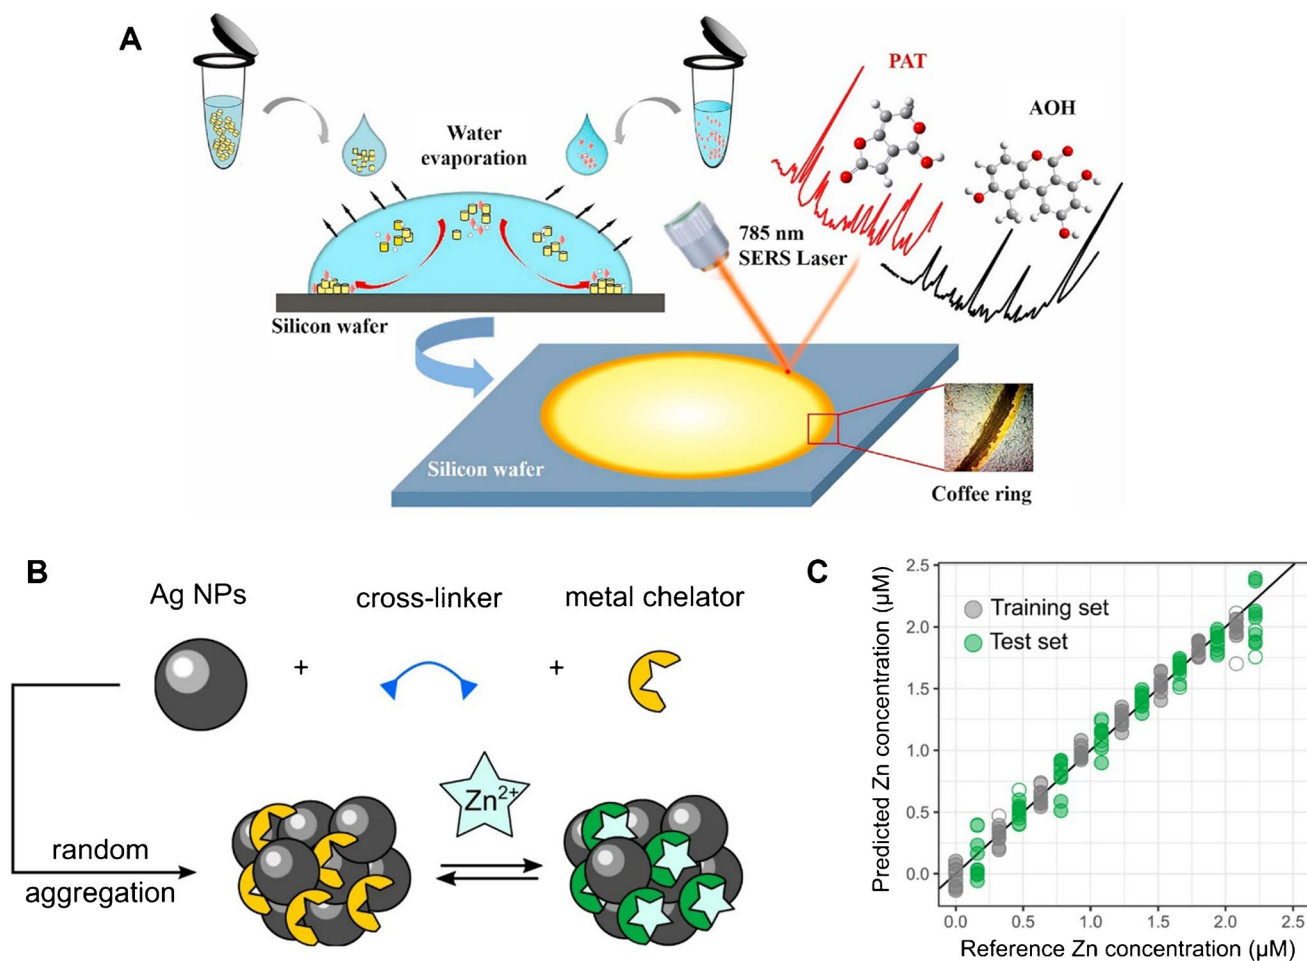 A
PAT
AOH
Water
evaporation
785 nm
SERS Laser
Silicon wafer
Silicon wafer
Coffee ring
B
Ag NPs
+
cross-linker
+
metal chelator
Zn²⁺
random
aggregation
C
Predicted Zn concentration (µM)
2.5
2.0
1.5
1.0
0.5
0.0
Training set
Test set
0.0
0.5
1.0
1.5
2.0
2.5
Reference Zn concentration (µM)